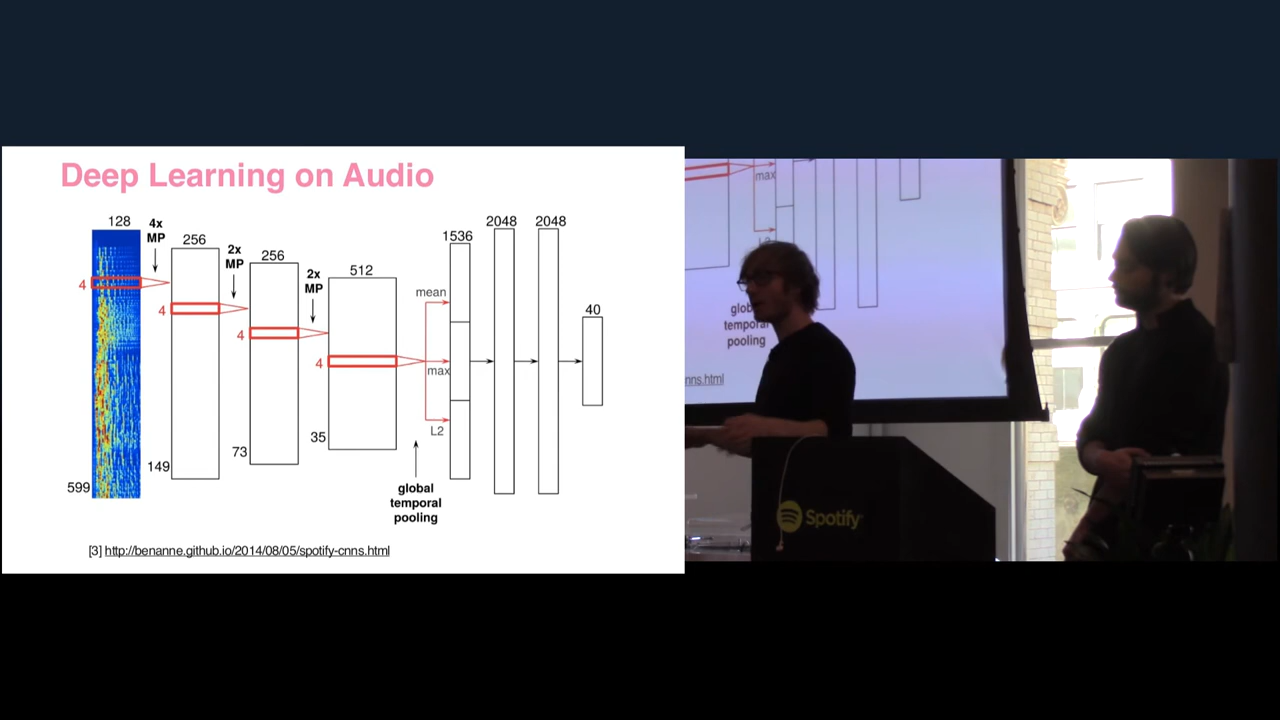 Deep Learning on Audio
128
4x
MP
256
2x
MP
256
2x
MP
512
1536
2048
2048
40
4
4
4
4
mean
max
L2
599
149
73
35
global
temporal
pooling
[3] http://benanne.github.io/2014/08/05/spotify-cnns.html
max
L2
global
temporal
pooling
nns.html
Spotify